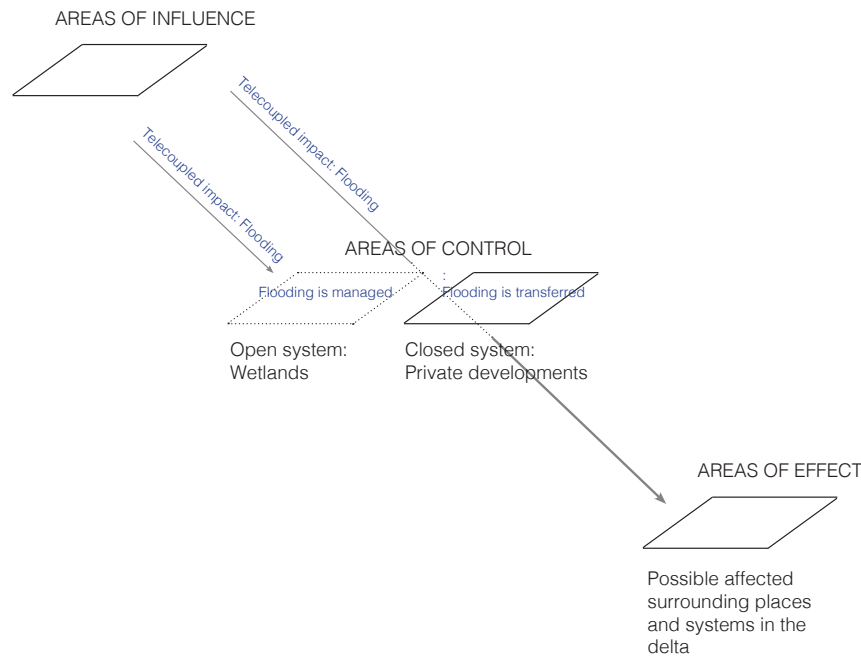 AREAS OF INFLUENCE
Telecoupled impact: Flooding
Telecoupled impact: Flooding
AREAS OF CONTROL
:
Flooding is managed
Flooding is transferred
Open system:
Wetlands
Closed system:
Private developments
AREAS OF EFFECT
Possible affected
surrounding places
and systems in the
delta